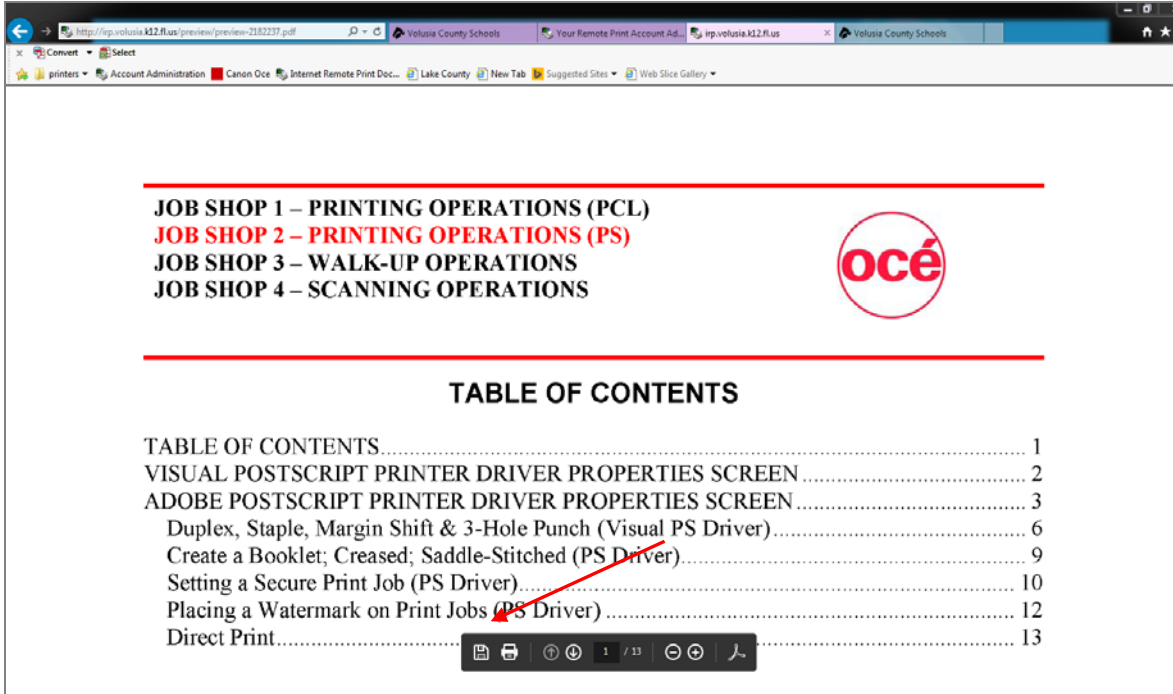 http://irp.volusia.k12.fl.us/preview/preview-2182237.pdf
Volusia County Schools
Your Remote Print Account Ad...
irp.volusia.k12.fl.us
Volusia County Schools
Convert
Select
printers
Account Administration
Canon Oce
Internet Remote Print Doc...
Lake County
New Tab
Suggested Sites
Web Slice Gallery
JOB SHOP 1 – PRINTING OPERATIONS (PCL)
JOB SHOP 2 – PRINTING OPERATIONS (PS)
JOB SHOP 3 – WALK-UP OPERATIONS
JOB SHOP 4 – SCANNING OPERATIONS
océ
TABLE OF CONTENTS
TABLE OF CONTENTS 1
VISUAL POSTSCRIPT PRINTER DRIVER PROPERTIES SCREEN 2
ADOBE POSTSCRIPT PRINTER DRIVER PROPERTIES SCREEN 3
Duplex, Staple, Margin Shift & 3-Hole Punch (Visual PS Driver) 6
Create a Booklet; Creased; Saddle-Stitched (PS Driver) 9
Setting a Secure Print Job (PS Driver) 10
Placing a Watermark on Print Jobs (PS Driver) 12
Direct Print 13
1 / 13